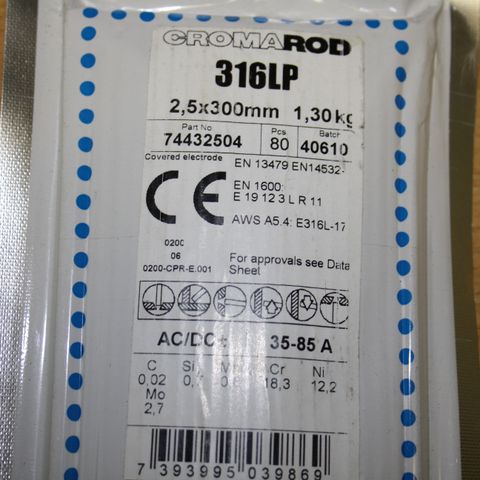 CROMAROD
316LP
2,5x300mm 1,30 kg
Part No Pcs Batch
74432504 80 40610
Covered electrode
EN 13479 EN14532-
CE
EN 1600:
E 19 12 3 L R 11
AWS A5.4: E316L-17
0200
06
0200-CPR-E.001
For approvals see Data
Sheet
AC/DC+ 35-85 A
C Si Cr Ni
0,02 18,3 12,2
Mo
2,7
7 393995 039869